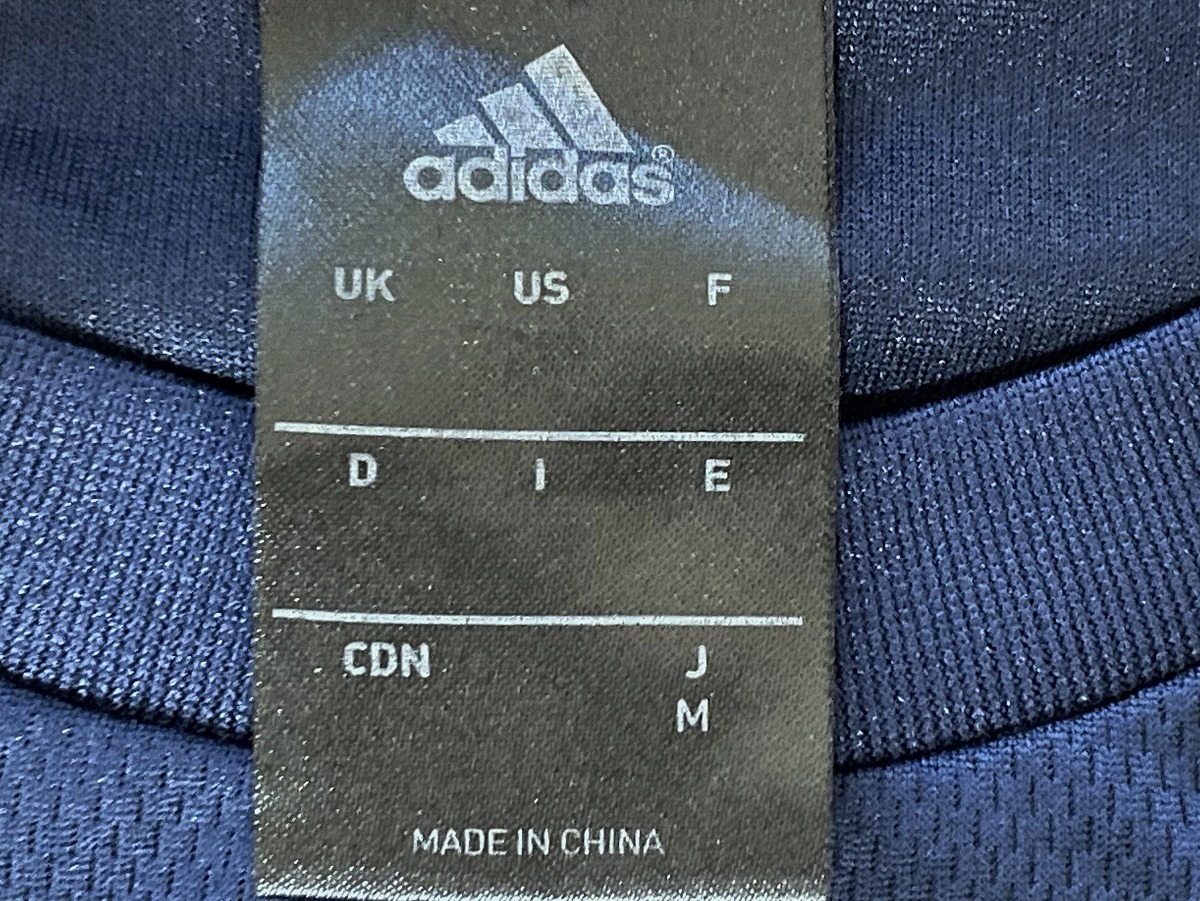 adidas®
UK US F
D I E
CDN J
M
MADE IN CHINA